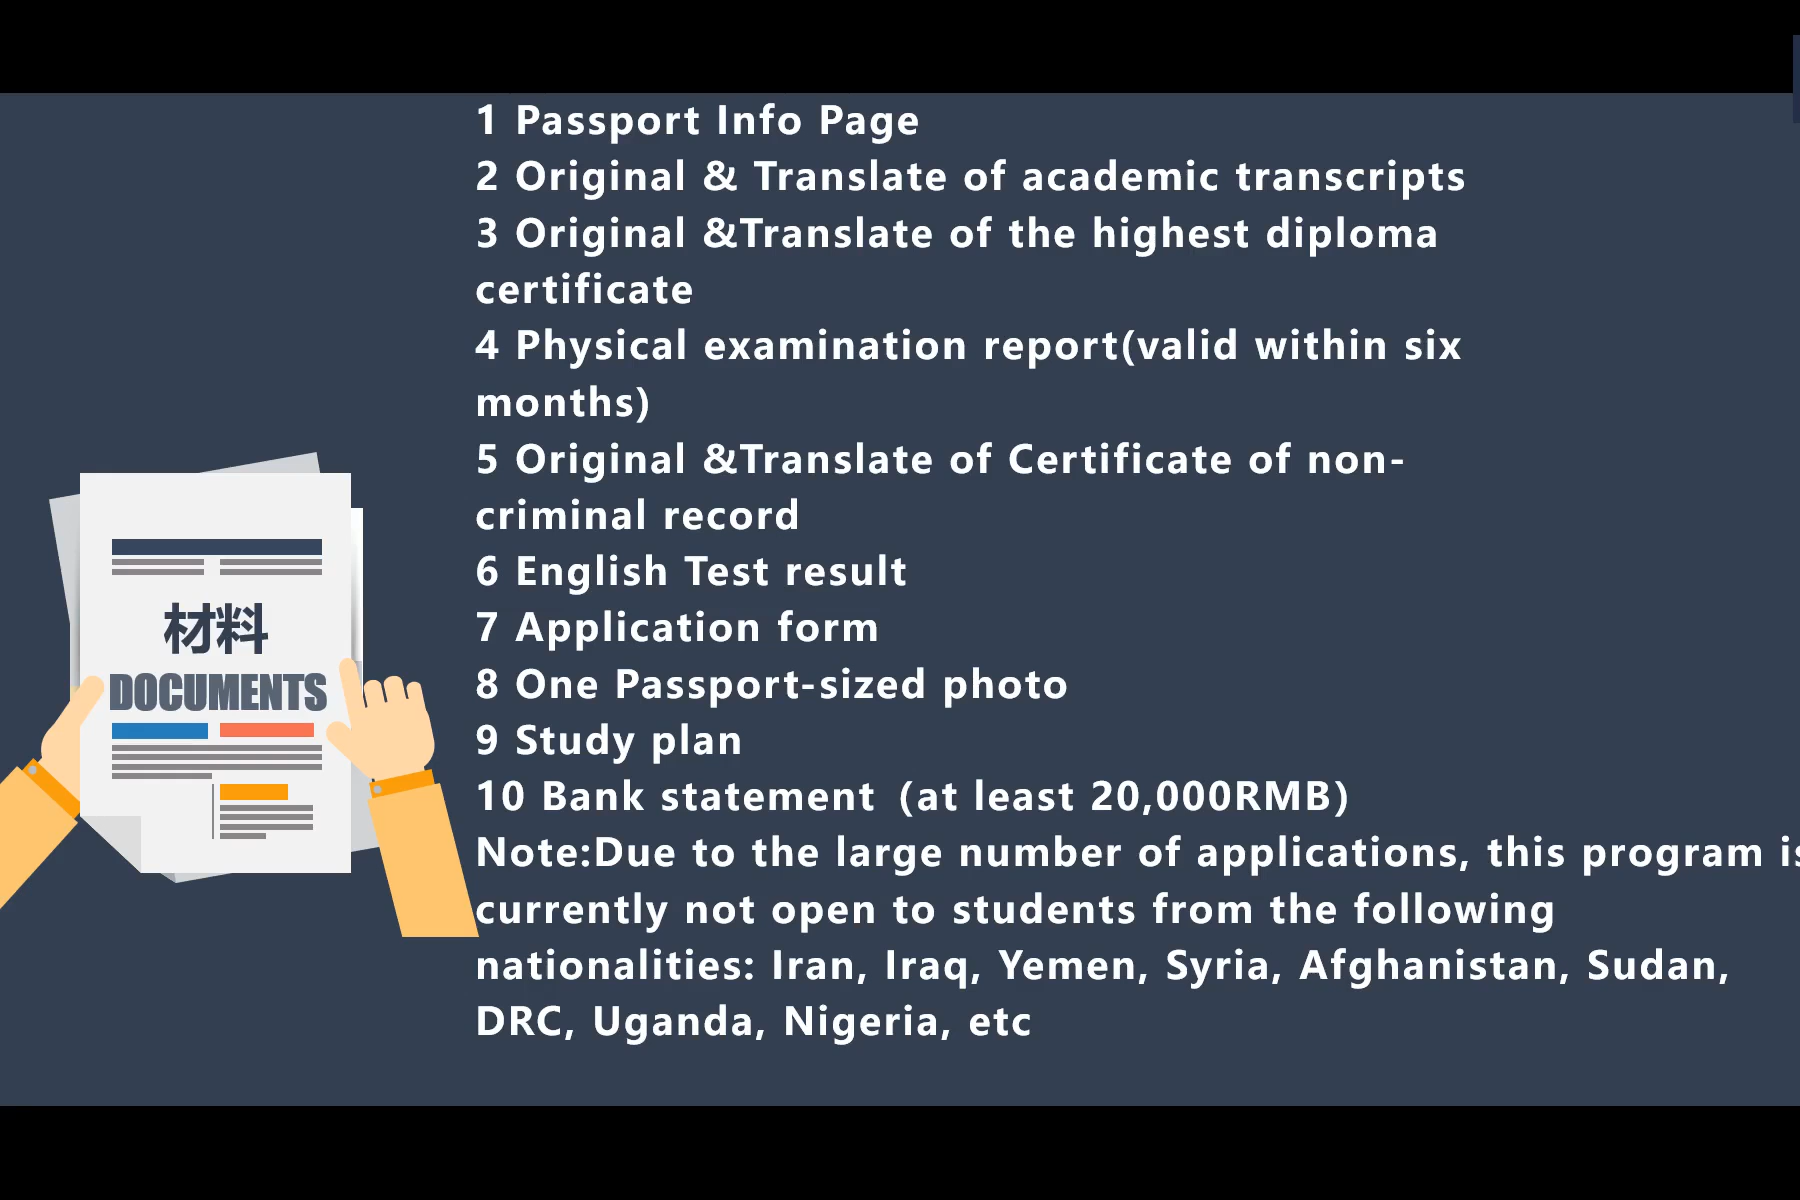 1 Passport Info Page
2 Original & Translate of academic transcripts
3 Original &Translate of the highest diploma
certificate
4 Physical examination report(valid within six
months)
5 Original &Translate of Certificate of non-
criminal record
6 English Test result
7 Application form
8 One Passport-sized photo
9 Study plan
10 Bank statement (at least 20,000RMB)
Note:Due to the large number of applications, this program is
currently not open to students from the following
nationalities: Iran, Iraq, Yemen, Syria, Afghanistan, Sudan,
DRC, Uganda, Nigeria, etc
材料
DOCUMENTS